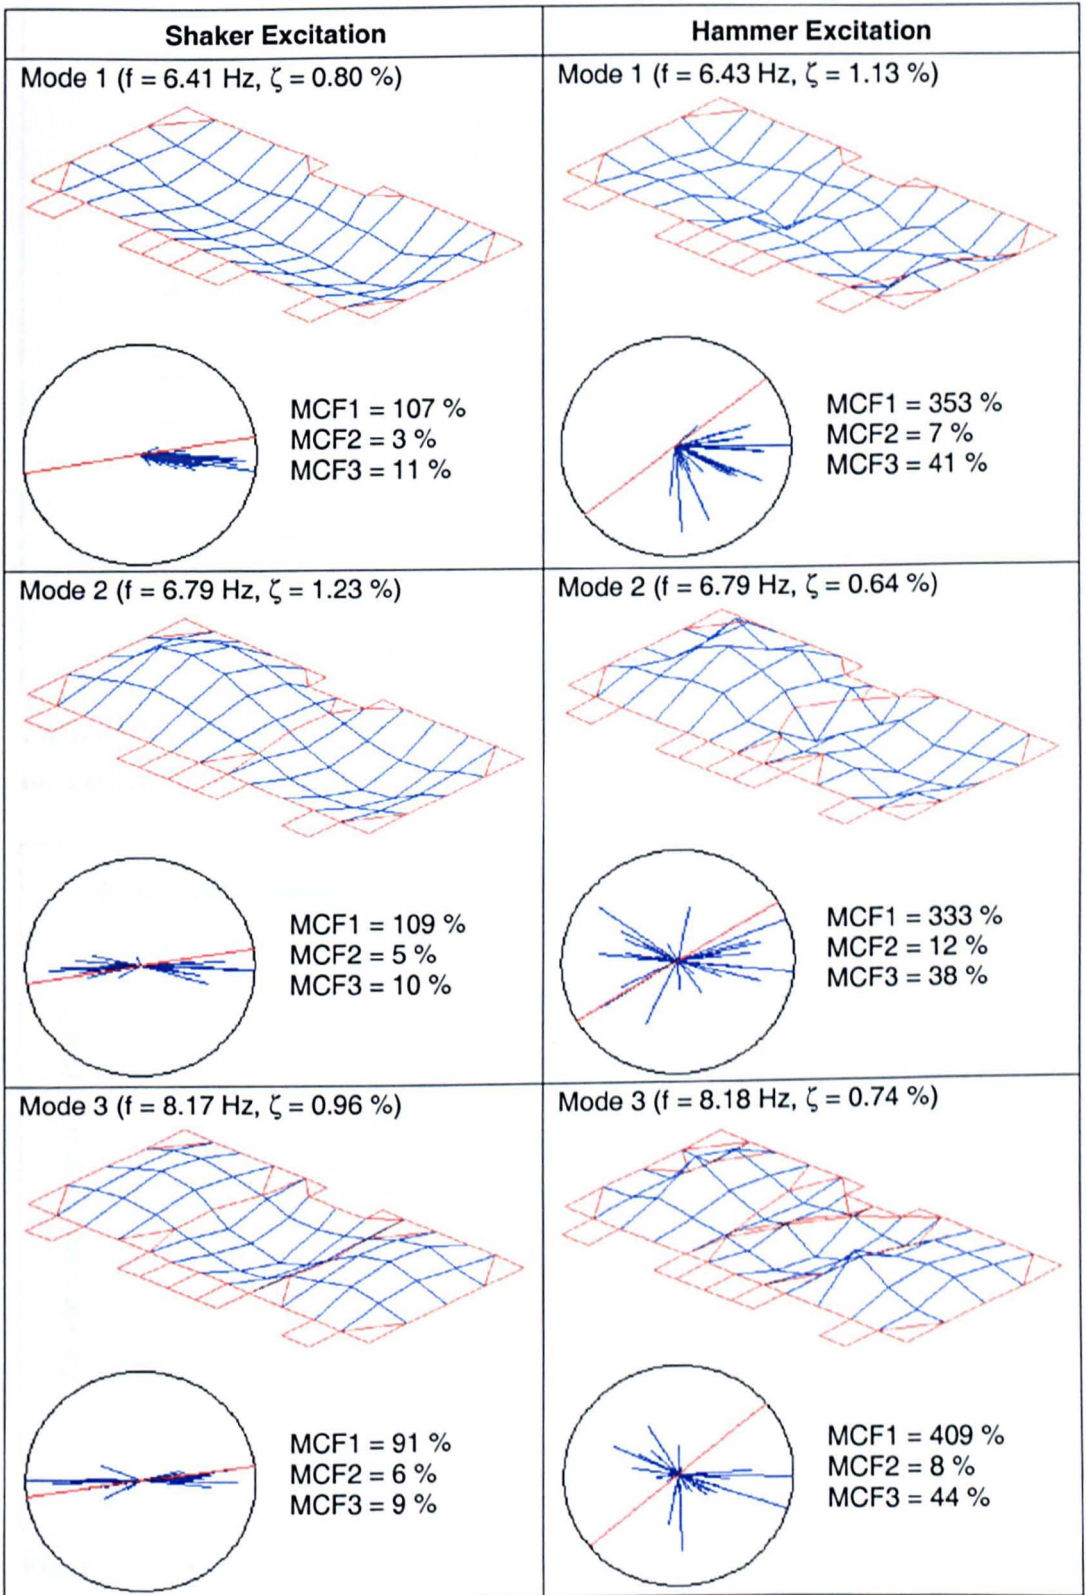 Shaker Excitation
Hammer Excitation
Mode 1 (f = 6.41 Hz, ζ = 0.80 %)
MCF1 = 107 %
MCF2 = 3 %
MCF3 = 11 %
Mode 1 (f = 6.43 Hz, ζ = 1.13 %)
MCF1 = 353 %
MCF2 = 7 %
MCF3 = 41 %
Mode 2 (f = 6.79 Hz, ζ = 1.23 %)
MCF1 = 109 %
MCF2 = 5 %
MCF3 = 10 %
Mode 2 (f = 6.79 Hz, ζ = 0.64 %)
MCF1 = 333 %
MCF2 = 12 %
MCF3 = 38 %
Mode 3 (f = 8.17 Hz, ζ = 0.96 %)
MCF1 = 91 %
MCF2 = 6 %
MCF3 = 9 %
Mode 3 (f = 8.18 Hz, ζ = 0.74 %)
MCF1 = 409 %
MCF2 = 8 %
MCF3 = 44 %